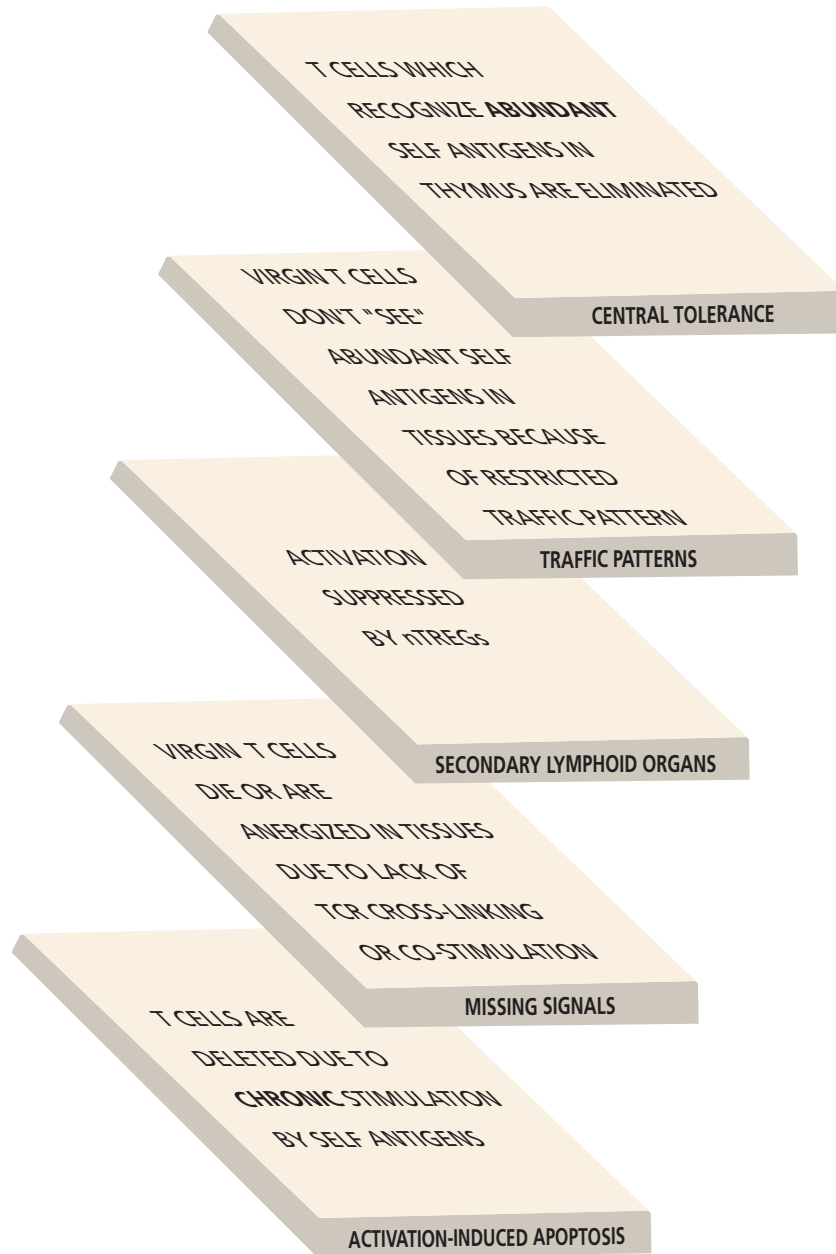 T CELLS WHICH
RECOGNIZE ABUNDANT
SELF ANTIGENS IN
THYMUS ARE ELIMINATED
CENTRAL TOLERANCE
VIRGIN T CELLS
DON'T "SEE"
ABUNDANT SELF
ANTIGENS IN
TISSUES BECAUSE
OF RESTRICTED
TRAFFIC PATTERN
TRAFFIC PATTERNS
ACTIVATION
SUPPRESSED
BY nTREGs
SECONDARY LYMPHOID ORGANS
VIRGIN T CELLS
DIE OR ARE
ANERGIZED IN TISSUES
DUE TO LACK OF
TCR CROSS-LINKING
OR CO-STIMULATION
MISSING SIGNALS
T CELLS ARE
DELETED DUE TO
CHRONIC STIMULATION
BY SELF ANTIGENS
ACTIVATION-INDUCED APOPTOSIS